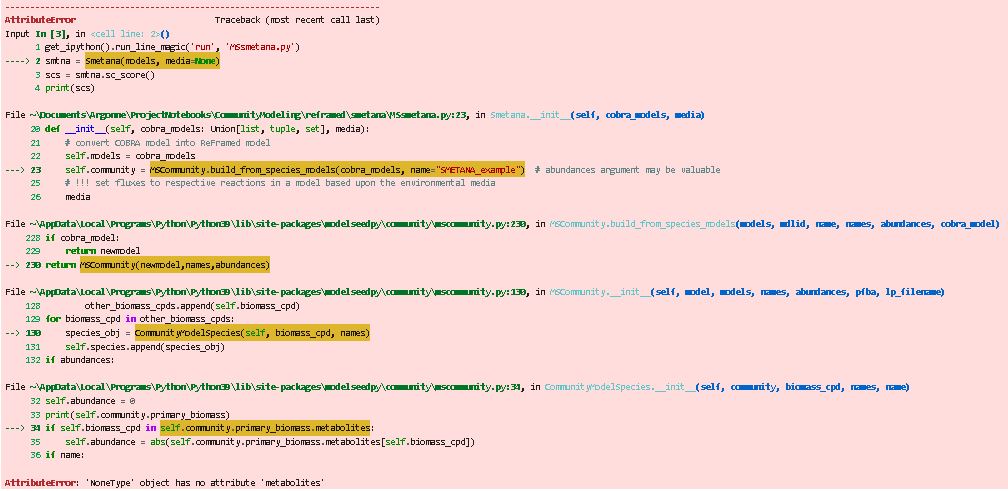 ---------------------------------------------------------------------------
AttributeError                            Traceback (most recent call last)
Input In [3], in <cell line: 2>()
      1 get_ipython().run_line_magic('run', 'MSsmetana.py')
----> 2 smtna = Smetana(models, media=None)
      3 scs = smtna.sc_score()
      4 print(scs)
File ~\Documents\Argonne\ProjectNotebooks\CommunityModeling\reframed\smetana\MSsmetana.py:23, in Smetana.__init__(self, cobra_models, media)
     20 def __init__(self, cobra_models: Union[list, tuple, set], media):
     21     # convert COBRA model into ReFramed model
     22     self.models = cobra_models
---> 23     self.community = MSCommunity.build_from_species_models(cobra_models, name="SMETANA_example")  # abundances argument may be valuable
     25     # !!! set fluxes to respective reactions in a model based upon the environmental media
     26     media
File ~\AppData\Local\Programs\Python\Python39\lib\site-packages\modelseedpy\community\mscommunity.py:230, in MSCommunity.build_from_species_models(models, mdlid, name, names, abundances, cobra_model)
    228 if cobra_model:
    229     return newmodel
--> 230 return MSCommunity(newmodel,names,abundances)
File ~\AppData\Local\Programs\Python\Python39\lib\site-packages\modelseedpy\community\mscommunity.py:130, in MSCommunity.__init__(self, model, models, names, abundances, pfba, lp_filename)
    128         other_biomass_cpds.append(self.biomass_cpd)
    129 for biomass_cpd in other_biomass_cpds:
--> 130     species_obj = CommunityModelSpecies(self, biomass_cpd, names)
    131     self.species.append(species_obj)
    132 if abundances:
File ~\AppData\Local\Programs\Python\Python39\lib\site-packages\modelseedpy\community\mscommunity.py:34, in CommunityModelSpecies.__init__(self, community, biomass_cpd, names, name)
     32 self.abundance = 0
     33 print(self.community.primary_biomass)
---> 34 if self.biomass_cpd in self.community.primary_biomass.metabolites:
     35     self.abundance = abs(self.community.primary_biomass.metabolites[self.biomass_cpd])
     36 if name:
AttributeError: 'NoneType' object has no attribute 'metabolites'